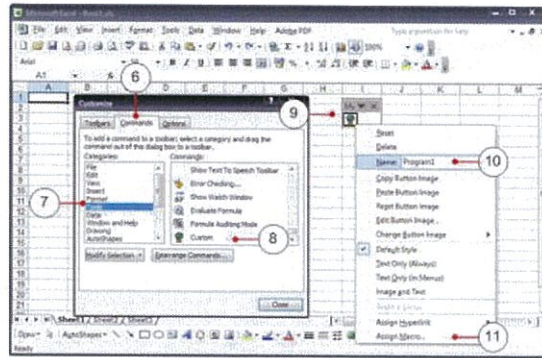 Microsoft Excel
File Edit View Insert Format Tools Data Window Help Adobe PDF
Type a question for help
Arial
100%
A1
A B C D E F G H I J K L
6
9
Customize
Toolbars Commands Options
To add a command to a toolbar: select a category and drag the
command out of this dialog box to a toolbar.
Categories:
Commands:
File
Edit
View
Insert
Format
Tools
Data
Window and Help
Drawing
AutoShapes
7
Show Text To Speech Toolbar
Error Checking...
Show Watch Window
Evaluate Formula
Formula Auditing Mode
Custom
8
Modify Selection
Rearrange Commands...
Close
Reset
Delete
Name: Program1
10
Copy Button Image
Paste Button Image
Reset Button Image
Edit Button Image...
Change Button Image
Default Style
Text Only (Always)
Text Only (in Menus)
Image and Text
Begin a Group
Assign Hyperlink
Assign Macro...
11
Sheet1 Sheet2 Sheet3
Draw AutoShapes
Ready